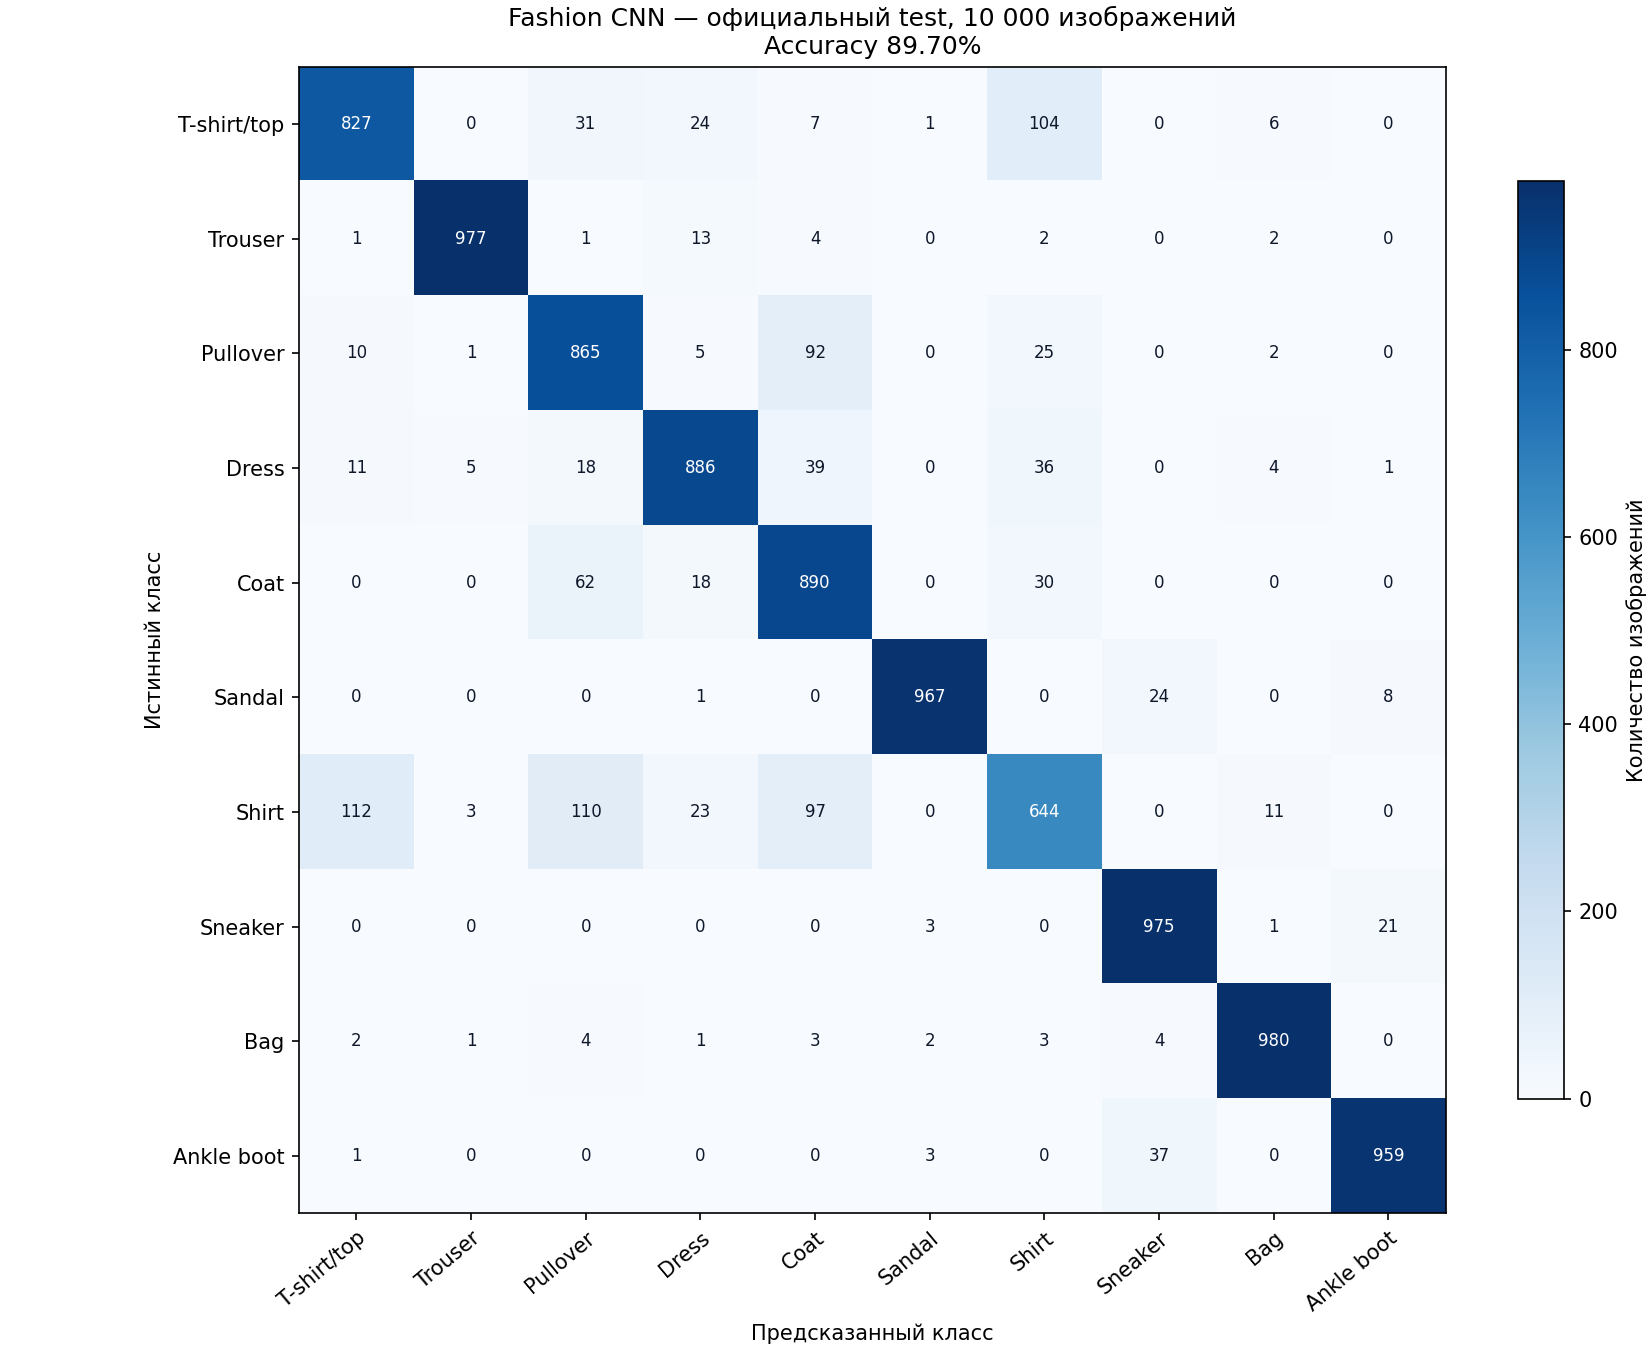 Fashion CNN — официальный test, 10 000 изображений
Accuracy 89.70%
T-shirt/top 827 0 31 24 7 1 104 0 6 0
Trouser 1 977 1 13 4 0 2 0 2 0
Pullover 10 1 865 5 92 0 25 0 2 0
Dress 11 5 18 886 39 0 36 0 4 1
Coat 0 0 62 18 890 0 30 0 0 0
Sandal 0 0 0 1 0 967 0 24 0 8
Shirt 112 3 110 23 97 0 644 0 11 0
Sneaker 0 0 0 0 0 3 0 975 1 21
Bag 2 1 4 1 3 2 3 4 980 0
Ankle boot 1 0 0 0 0 3 0 37 0 959
T-shirt/top Trouser Pullover Dress Coat Sandal Shirt Sneaker Bag Ankle boot
Предсказанный класс
Истинный класс
800
600
400
200
0
Количество изображений